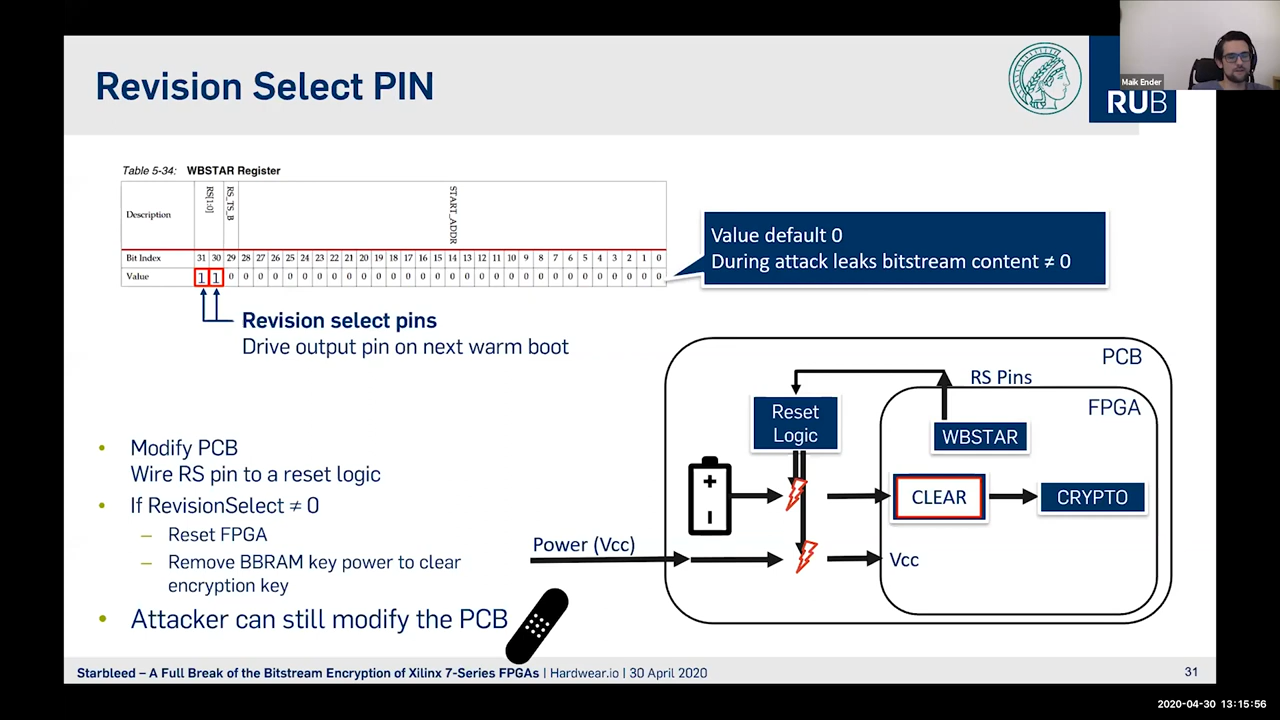 Revision Select PIN
Maik Ender
RUB
Table 5-34: WBSTAR Register
Description RS[1:0] RS_TS_B START_ADDR
Bit Index 31 30 29 28 27 26 25 24 23 22 21 20 19 18 17 16 15 14 13 12 11 10 9 8 7 6 5 4 3 2 1 0
Value 1 1 0 0 0 0 0 0 0 0 0 0 0 0 0 0 0 0 0 0 0 0 0 0 0 0 0 0 0 0 0 0
Value default 0
During attack leaks bitstream content ≠ 0
Revision select pins
Drive output pin on next warm boot
• Modify PCB
Wire RS pin to a reset logic
• If RevisionSelect ≠ 0
– Reset FPGA
– Remove BBRAM key power to clear
encryption key
• Attacker can still modify the PCB
PCB
RS Pins
FPGA
Reset
Logic
WBSTAR
CLEAR
CRYPTO
Power (Vcc)
Vcc
Starbleed – A Full Break of the Bitstream Encryption of Xilinx 7-Series FPGAs | Hardwear.io | 30 April 2020
31
2020-04-30 13:15:56